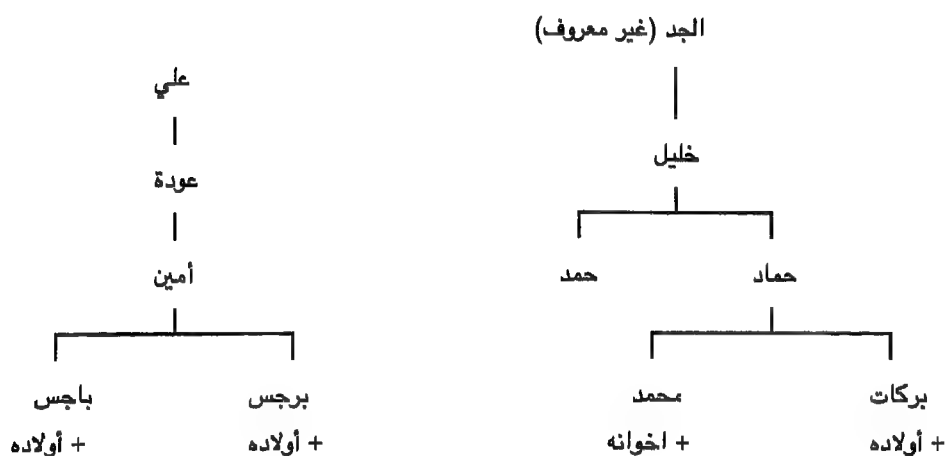 الجد (غير معروف)
خليل
حماد
حمد
بركات
+ أولاده
محمد
+ اخوانه
علي
عودة
أمين
برجس
+ أولاده
باجس
+ أولاده